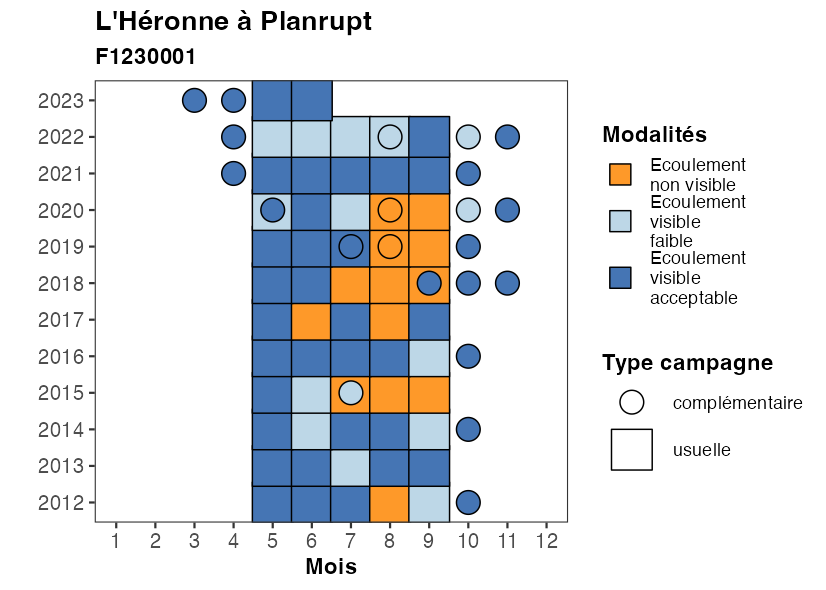 L'Héronne à Planrupt
F1230001
2023
2022
2021
2020
2019
2018
2017
2016
2015
2014
2013
2012
1 2 3 4 5 6 7 8 9 10 11 12
Mois
Modalités
Ecoulement
non visible
Ecoulement
visible
faible
Ecoulement
visible
acceptable
Type campagne
complémentaire
usuelle